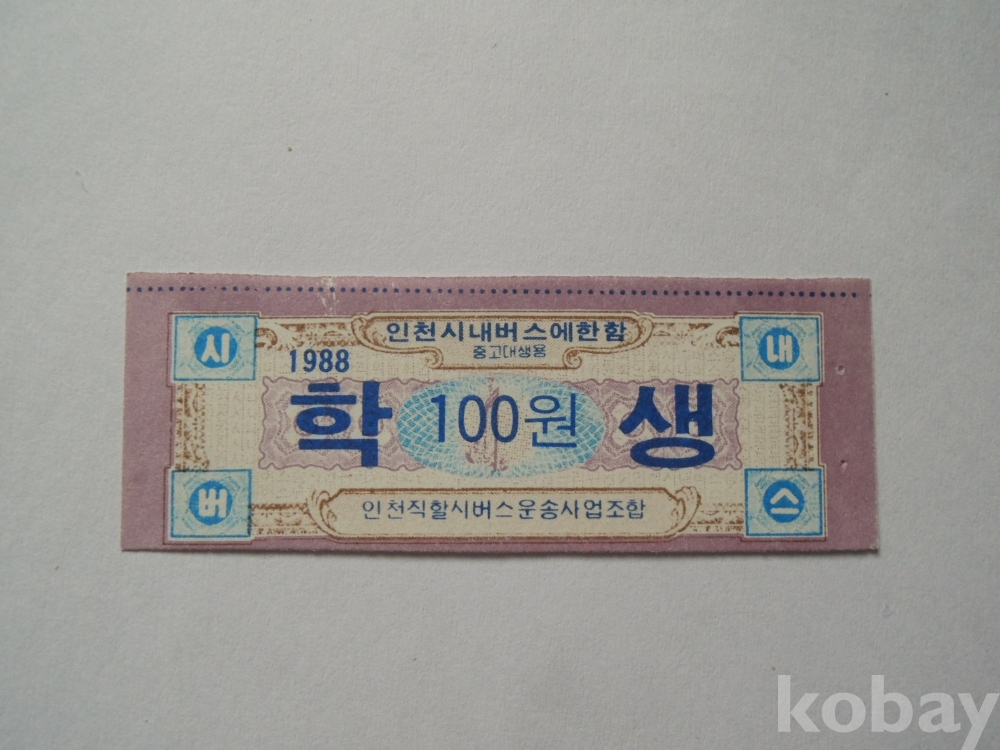 시 내
인천시내버스에한함
중고대생용
1988
학 100원 생
버 스
인천직할시버스운송사업조합
kobay